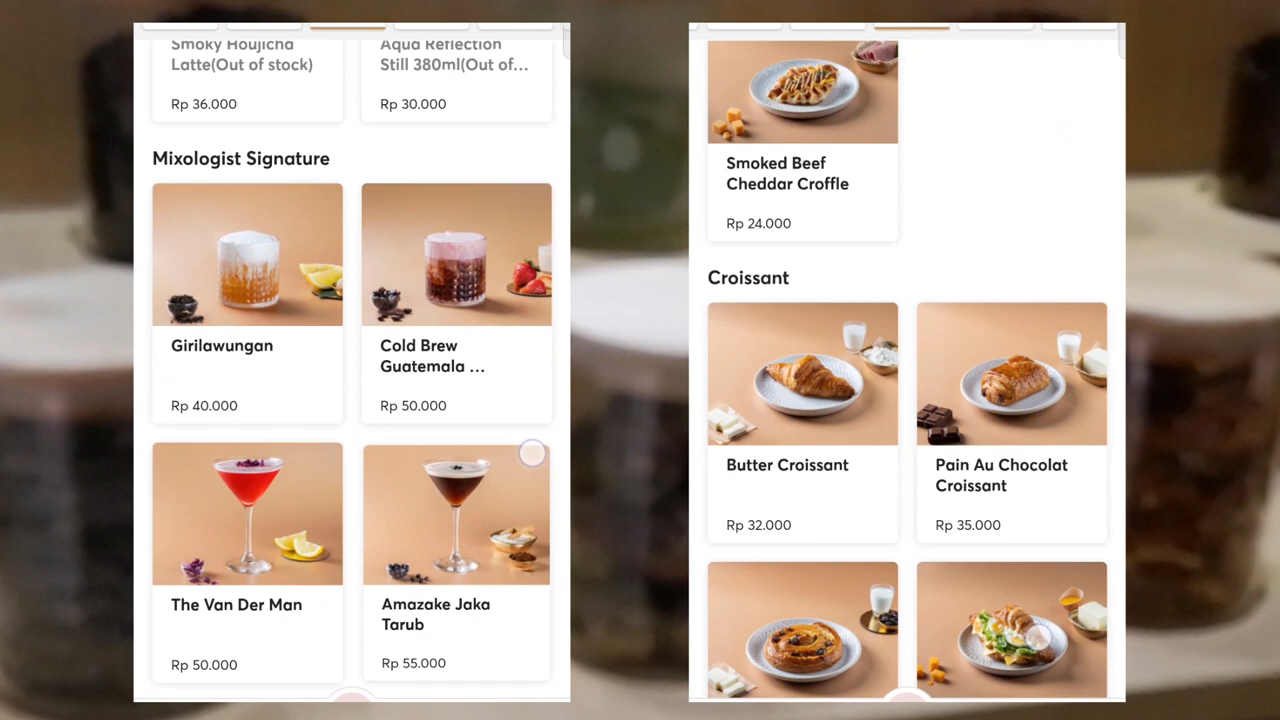 Smoky Houjicha
Latte(Out of stock)
Rp 36.000
Aqua Reflection
Still 380ml(Out of...
Rp 30.000
Mixologist Signature
Girilawungan
Rp 40.000
Cold Brew
Guatemala ...
Rp 50.000
The Van Der Man
Rp 50.000
Amazake Jaka
Tarub
Rp 55.000
Smoked Beef
Cheddar Croffle
Rp 24.000
Croissant
Butter Croissant
Rp 32.000
Pain Au Chocolat
Croissant
Rp 35.000